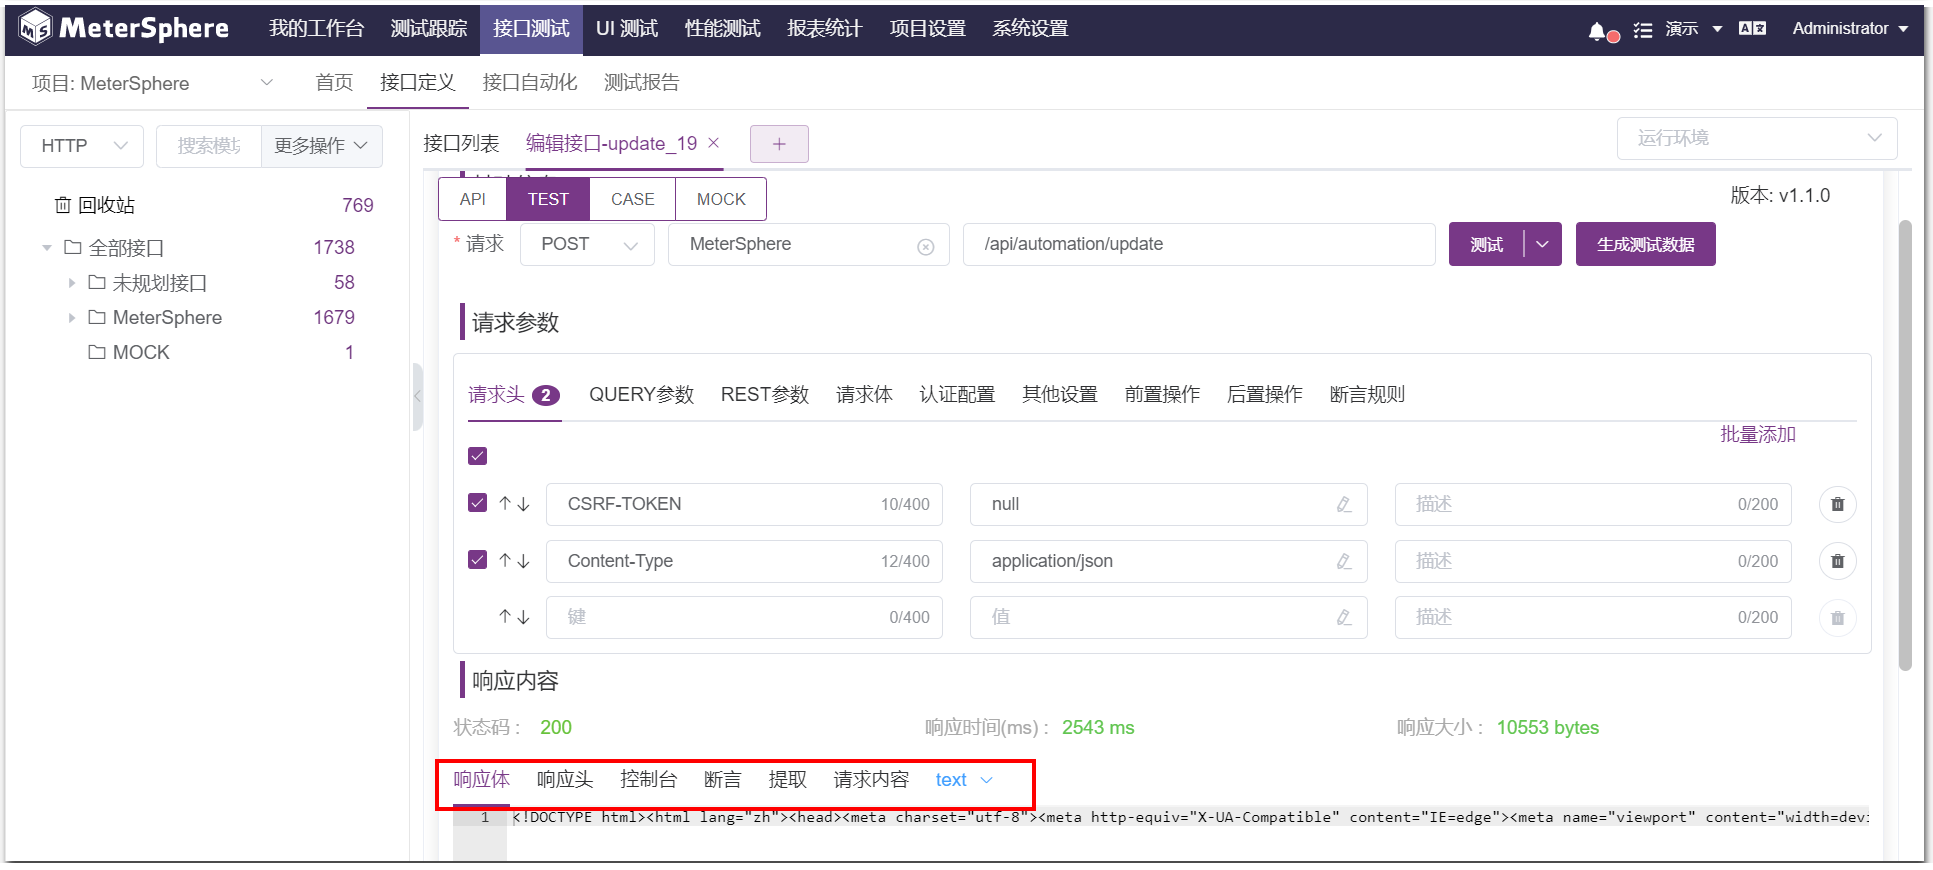 MeterSphere 我的工作台 测试跟踪 接口测试 UI 测试 性能测试 报表统计 项目设置 系统设置 演示 Administrator
项目: MeterSphere 首页 接口定义 接口自动化 测试报告
HTTP 搜索模块 更多操作 接口列表 编辑接口-update_19 运行环境
API TEST CASE MOCK 版本: v1.1.0
回收站 769
全部接口 1738
未规划接口 58
MeterSphere 1679
MOCK 1
* 请求 POST MeterSphere /api/automation/update 测试 生成测试数据
请求参数
请求头 2 QUERY参数 REST参数 请求体 认证配置 其他设置 前置操作 后置操作 断言规则
批量添加
CSRF-TOKEN 10/400 null 描述 0/200
Content-Type 12/400 application/json 描述 0/200
键 0/400 值 描述 0/200
响应内容
状态码 : 200 响应时间(ms) : 2543 ms 响应大小 : 10553 bytes
响应体 响应头 控制台 断言 提取 请求内容 text
1 <!DOCTYPE html><html lang="zh"><head><meta charset="utf-8"><meta http-equiv="X-UA-Compatible" content="IE=edge"><meta name="viewport" content="width=devi